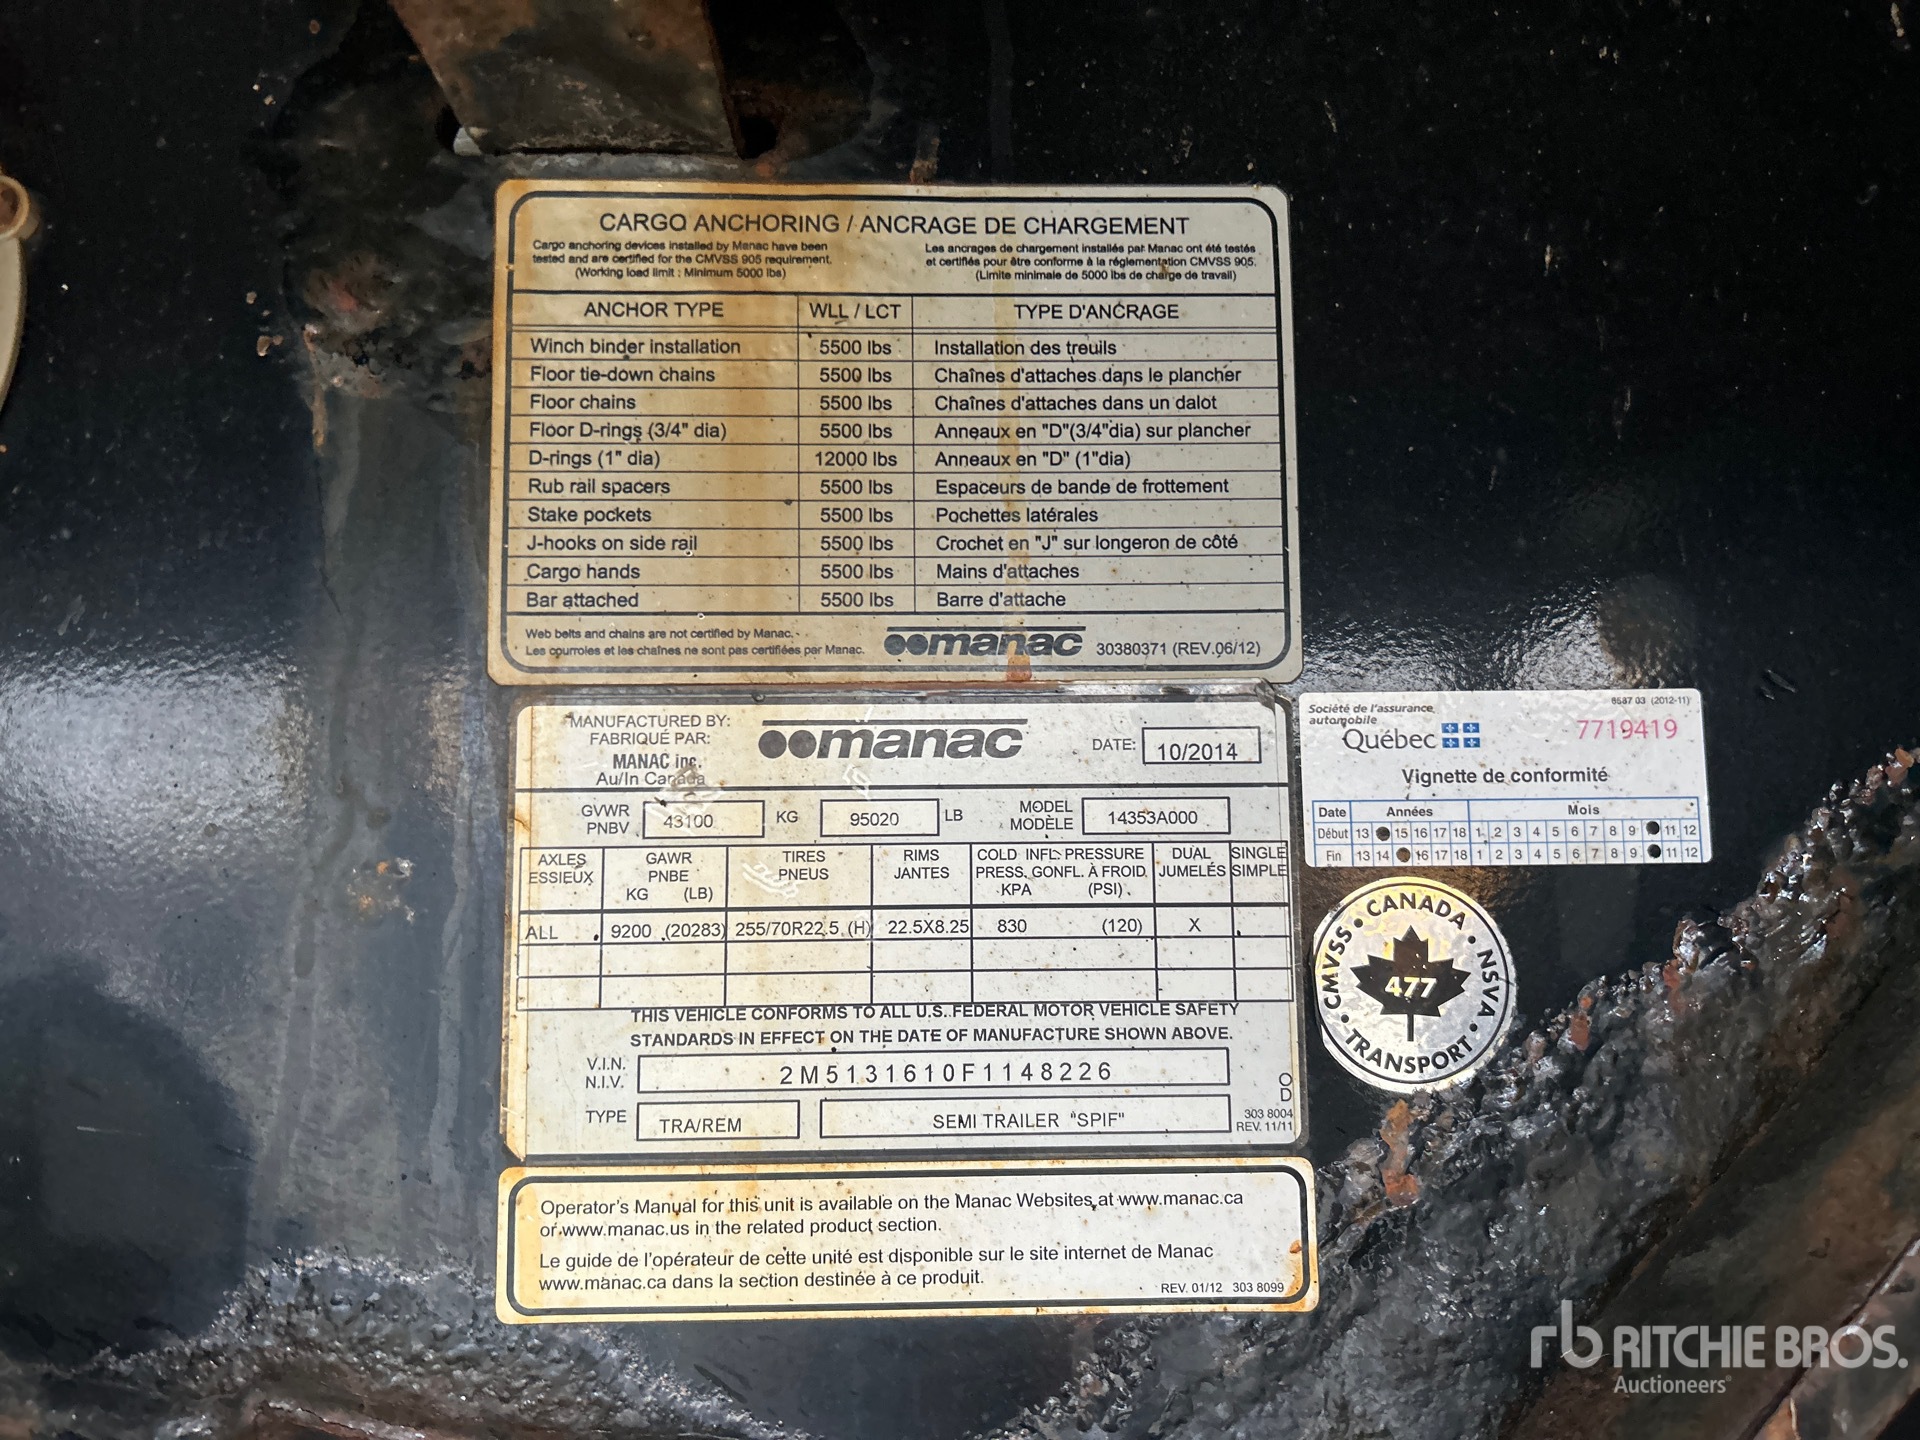 CARGO ANCHORING / ANCRAGE DE CHARGEMENT
Cargo anchoring devices installed by Manac have been
tested and are certified for the CMVSS 905 requirement.
(Working load limit : Minimum 5000 lbs)
Les ancrages de chargement installés par Manac ont été testés
et certifiés pour être conforme à la réglementation CMVSS 905.
(Limite minimale de 5000 lbs de charge de travail)
ANCHOR TYPE WLL / LCT TYPE D'ANCRAGE
Winch binder installation 5500 lbs Installation des treuils
Floor tie-down chains 5500 lbs Chaînes d'attaches dans le plancher
Floor chains 5500 lbs Chaînes d'attaches dans un dalot
Floor D-rings (3/4" dia) 5500 lbs Anneaux en "D"(3/4"dia) sur plancher
D-rings (1" dia) 12000 lbs Anneaux en "D" (1"dia)
Rub rail spacers 5500 lbs Espaceurs de bande de frottement
Stake pockets 5500 lbs Pochettes latérales
J-hooks on side rail 5500 lbs Crochet en "J" sur longeron de côté
Cargo hands 5500 lbs Mains d'attaches
Bar attached 5500 lbs Barre d'attache
Web belts and chains are not certified by Manac.
Les courroies et les chaînes ne sont pas certifiées par Manac.
manac 30380371 (REV.06/12)
MANUFACTURED BY:
FABRIQUÉ PAR:
MANAC inc.
Au/In Canada
manac
DATE: 10/2014
GVWR
PNBV
43100 KG 95020 LB
MODEL
MODÈLE
14353A000
AXLES
ESSIEUX
GAWR
PNBE
KG (LB)
TIRES
PNEUS
RIMS
JANTES
COLD INFL. PRESSURE
PRESS. GONFL. À FROID
KPA (PSI)
DUAL
JUMELÉS
SINGLE
SIMPLE
ALL 9200 (20283) 255/70R22.5 (H) 22.5X8.25 830 (120) X
THIS VEHICLE CONFORMS TO ALL U.S. FEDERAL MOTOR VEHICLE SAFETY
STANDARDS IN EFFECT ON THE DATE OF MANUFACTURE SHOWN ABOVE.
V.I.N.
N.I.V.
2M5131610F1148226
TYPE TRA/REM SEMI TRAILER "SPIF"
O
D
303 8004
REV. 11/11
Operator's Manual for this unit is available on the Manac Websites at www.manac.ca
or www.manac.us in the related product section.
Le guide de l'opérateur de cette unité est disponible sur le site internet de Manac
www.manac.ca dans la section destinée à ce produit.
REV. 01/12 303 8099
Société de l'assurance
automobile
Québec
6587 03 (2012-11)
7719419
Vignette de conformité
Date Années Mois
Début 13 15 16 17 18 1 2 3 4 5 6 7 8 9 11 12
Fin 13 14 16 17 18 1 2 3 4 5 6 7 8 9 11 12
CANADA • NSVA • TRANSPORT • CMVSS •
477
rb RITCHIE BROS.
Auctioneers